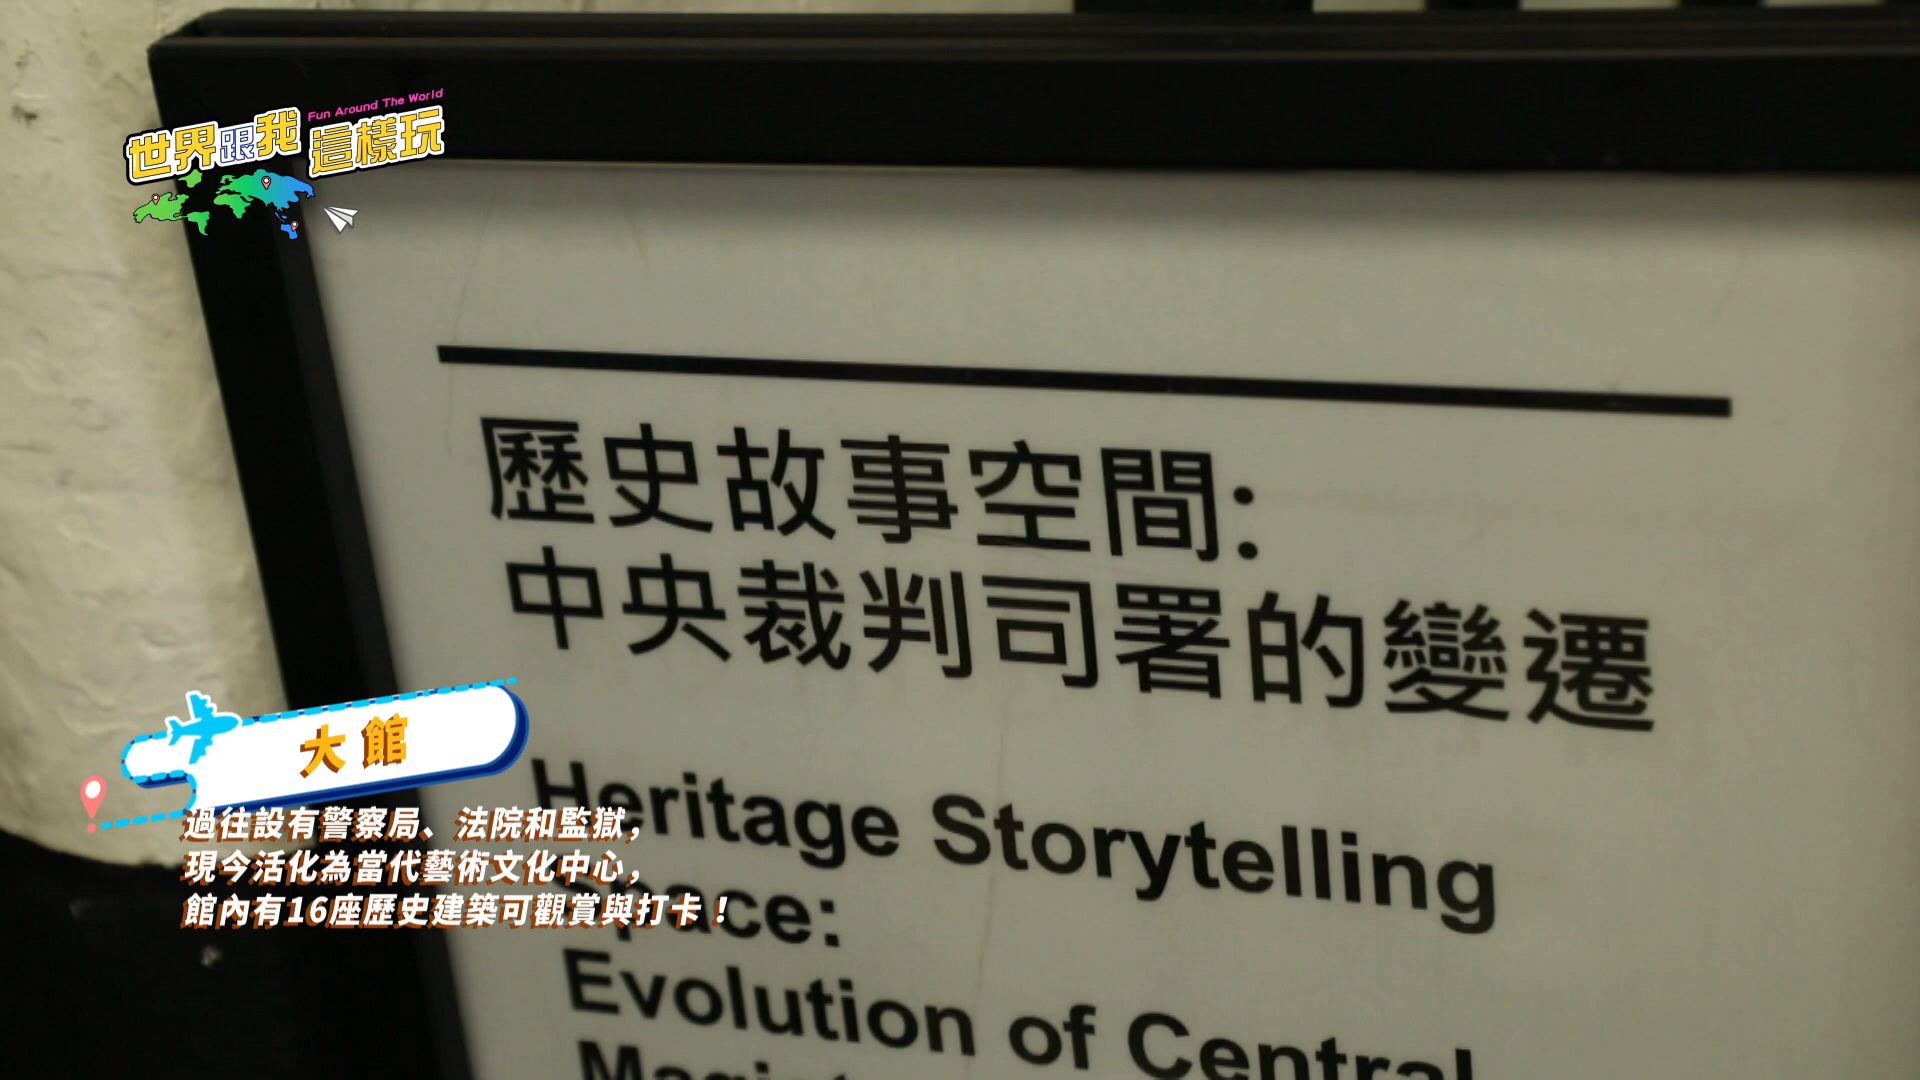 Fun Around The World
世界跟我這樣玩
歷史故事空間:
中央裁判司署的變遷
Heritage Storytelling
Space:
Evolution of Central
大館
過往設有警察局、法院和監獄，
現今活化為當代藝術文化中心，
館內有16座歷史建築可觀賞與打卡！